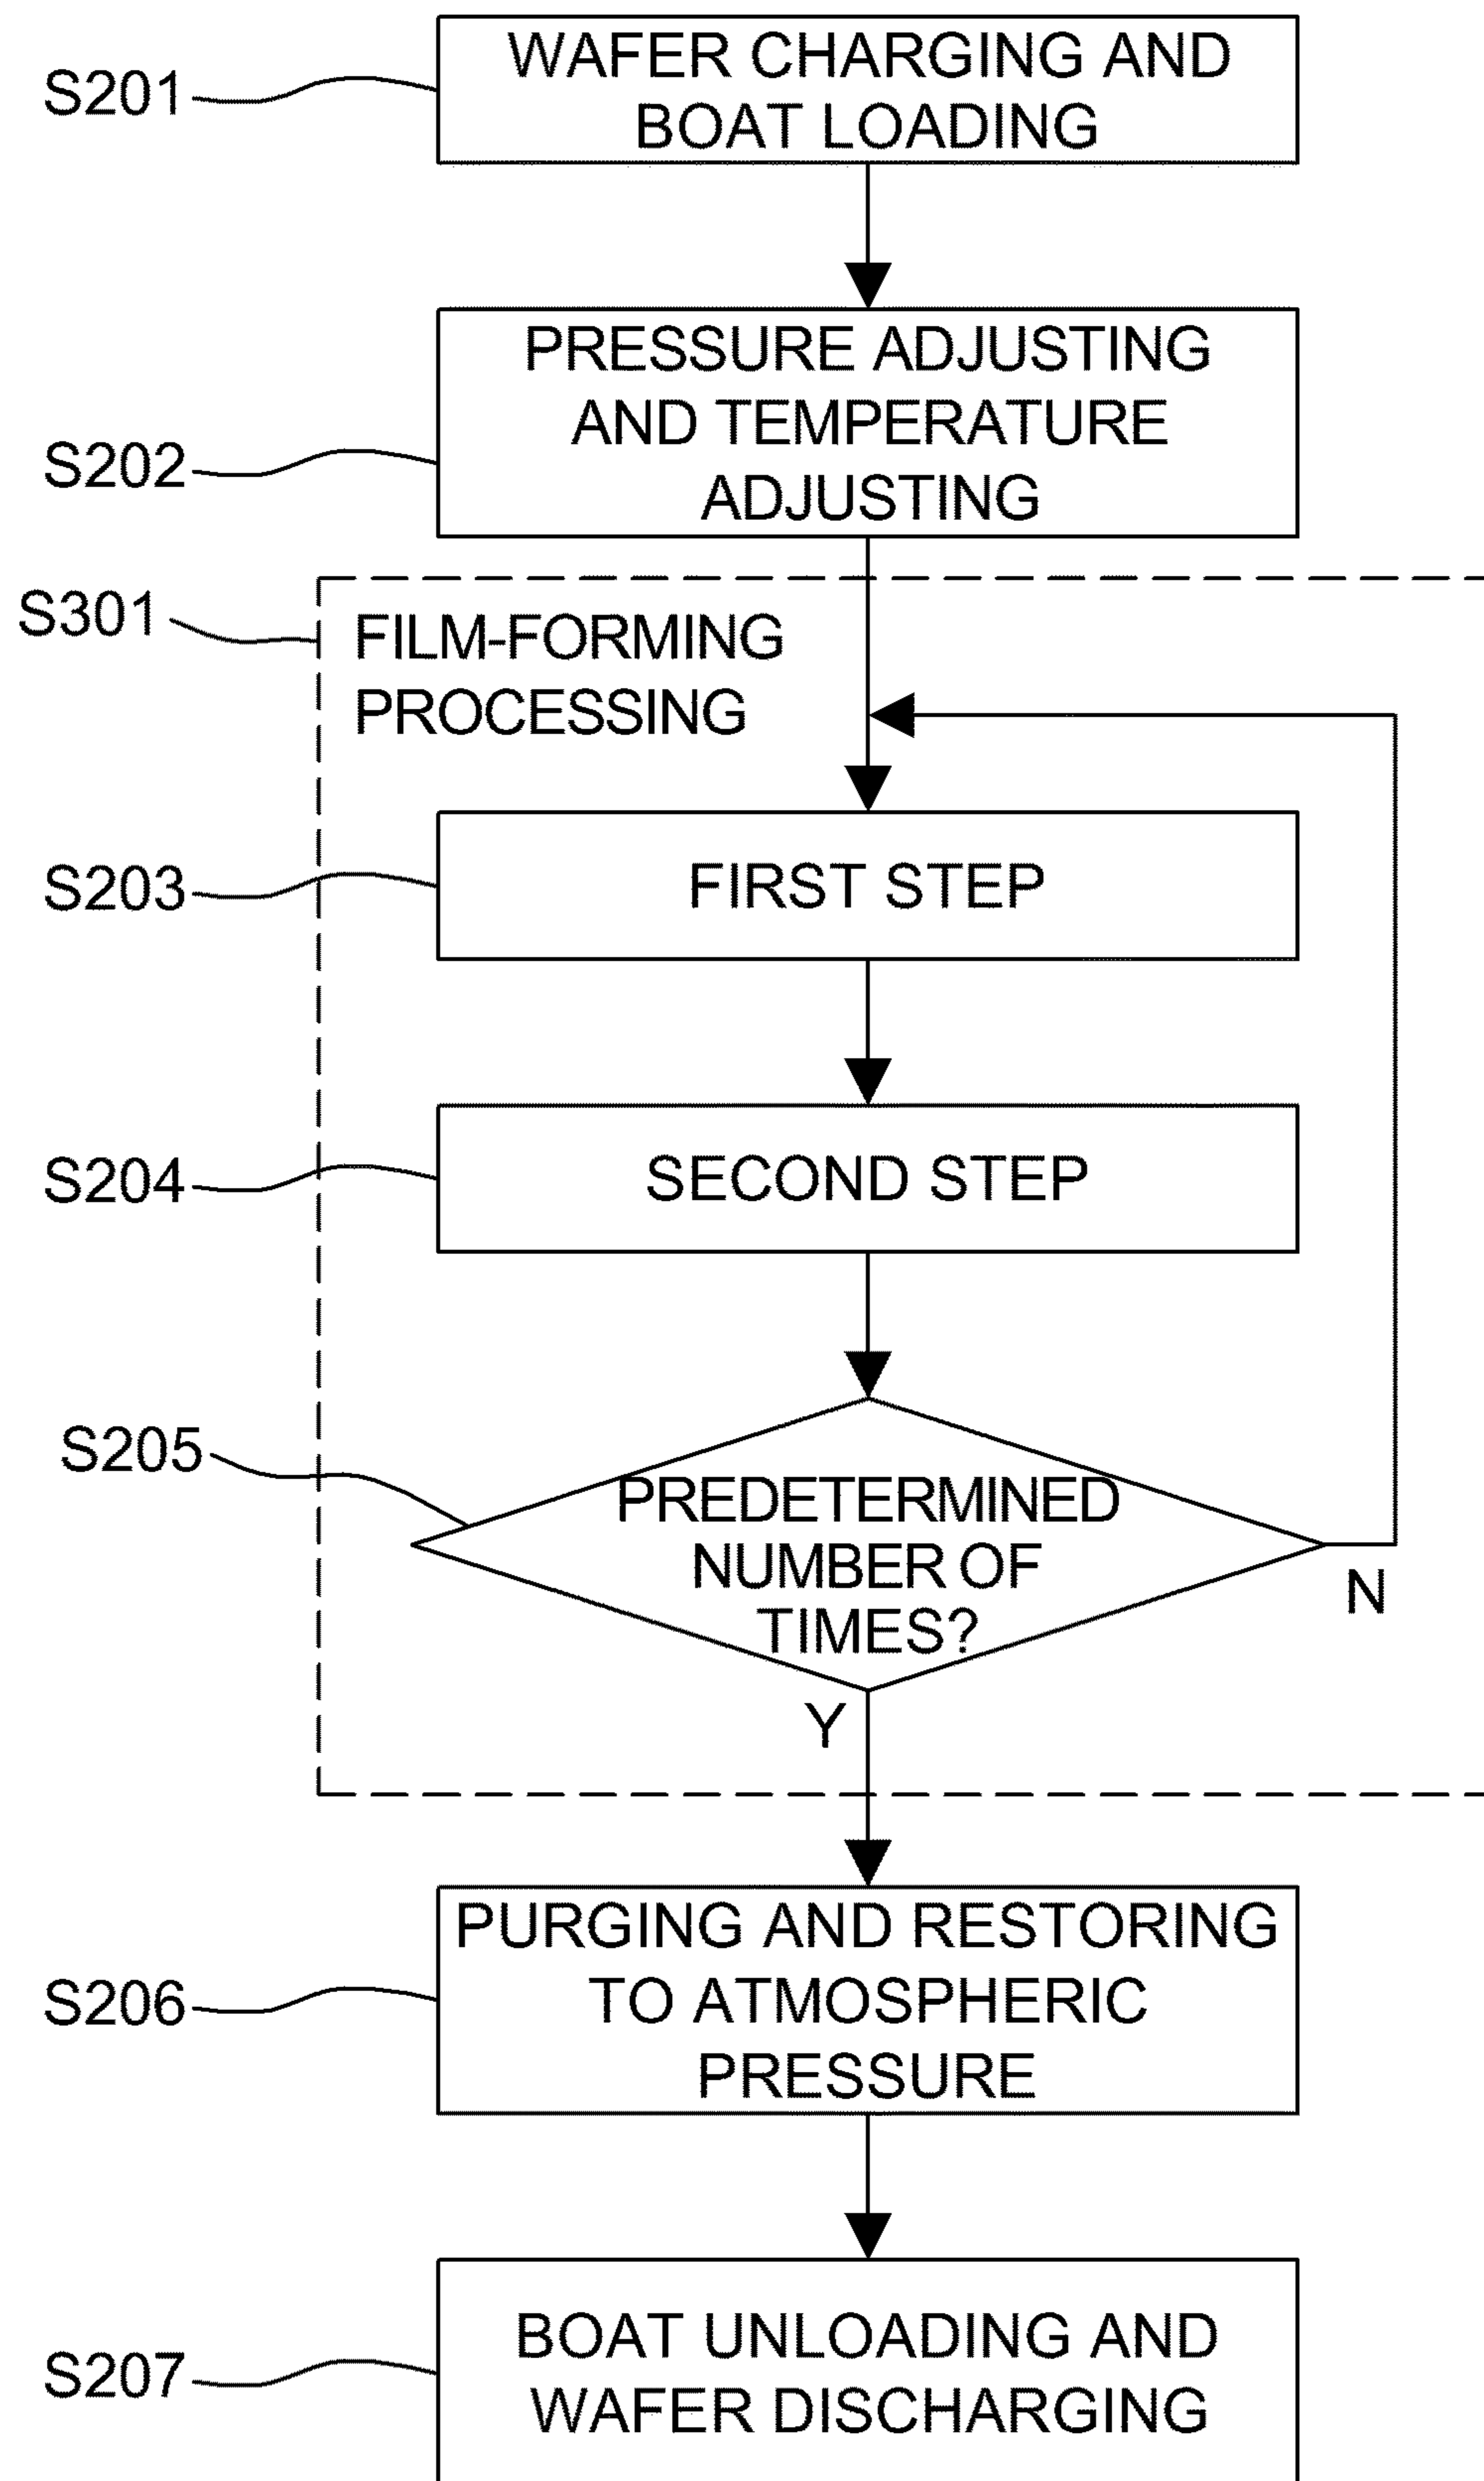 S201
WAFER CHARGING AND
BOAT LOADING
S202
PRESSURE ADJUSTING
AND TEMPERATURE
ADJUSTING
S301
FILM-FORMING
PROCESSING
S203
FIRST STEP
S204
SECOND STEP
S205
PREDETERMINED
NUMBER OF
TIMES?
N
Y
S206
PURGING AND RESTORING
TO ATMOSPHERIC
PRESSURE
S207
BOAT UNLOADING AND
WAFER DISCHARGING